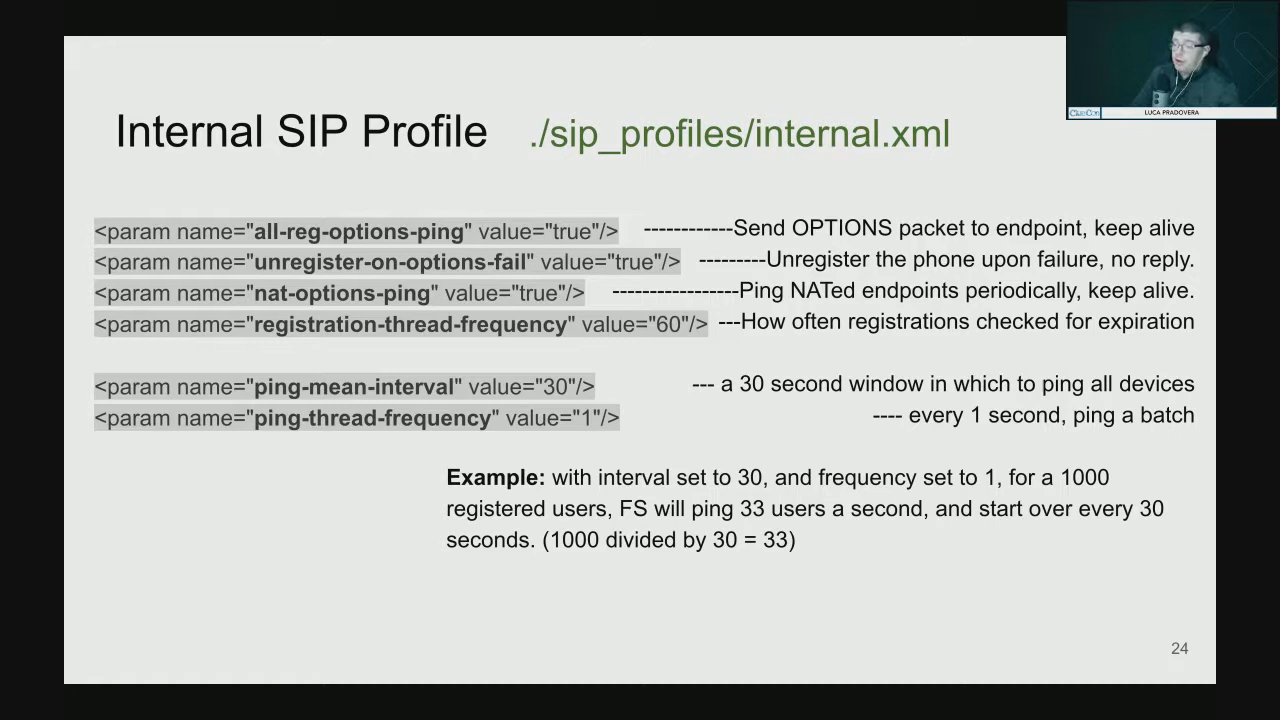 ClueCon
LUCA PRADOVERA
Internal SIP Profile ./sip_profiles/internal.xml
<param name="all-reg-options-ping" value="true"/> ------------Send OPTIONS packet to endpoint, keep alive
<param name="unregister-on-options-fail" value="true"/> ---------Unregister the phone upon failure, no reply.
<param name="nat-options-ping" value="true"/> -----------------Ping NATed endpoints periodically, keep alive.
<param name="registration-thread-frequency" value="60"/> ---How often registrations checked for expiration
<param name="ping-mean-interval" value="30"/> --- a 30 second window in which to ping all devices
<param name="ping-thread-frequency" value="1"/> ---- every 1 second, ping a batch
Example: with interval set to 30, and frequency set to 1, for a 1000
registered users, FS will ping 33 users a second, and start over every 30
seconds. (1000 divided by 30 = 33)
24